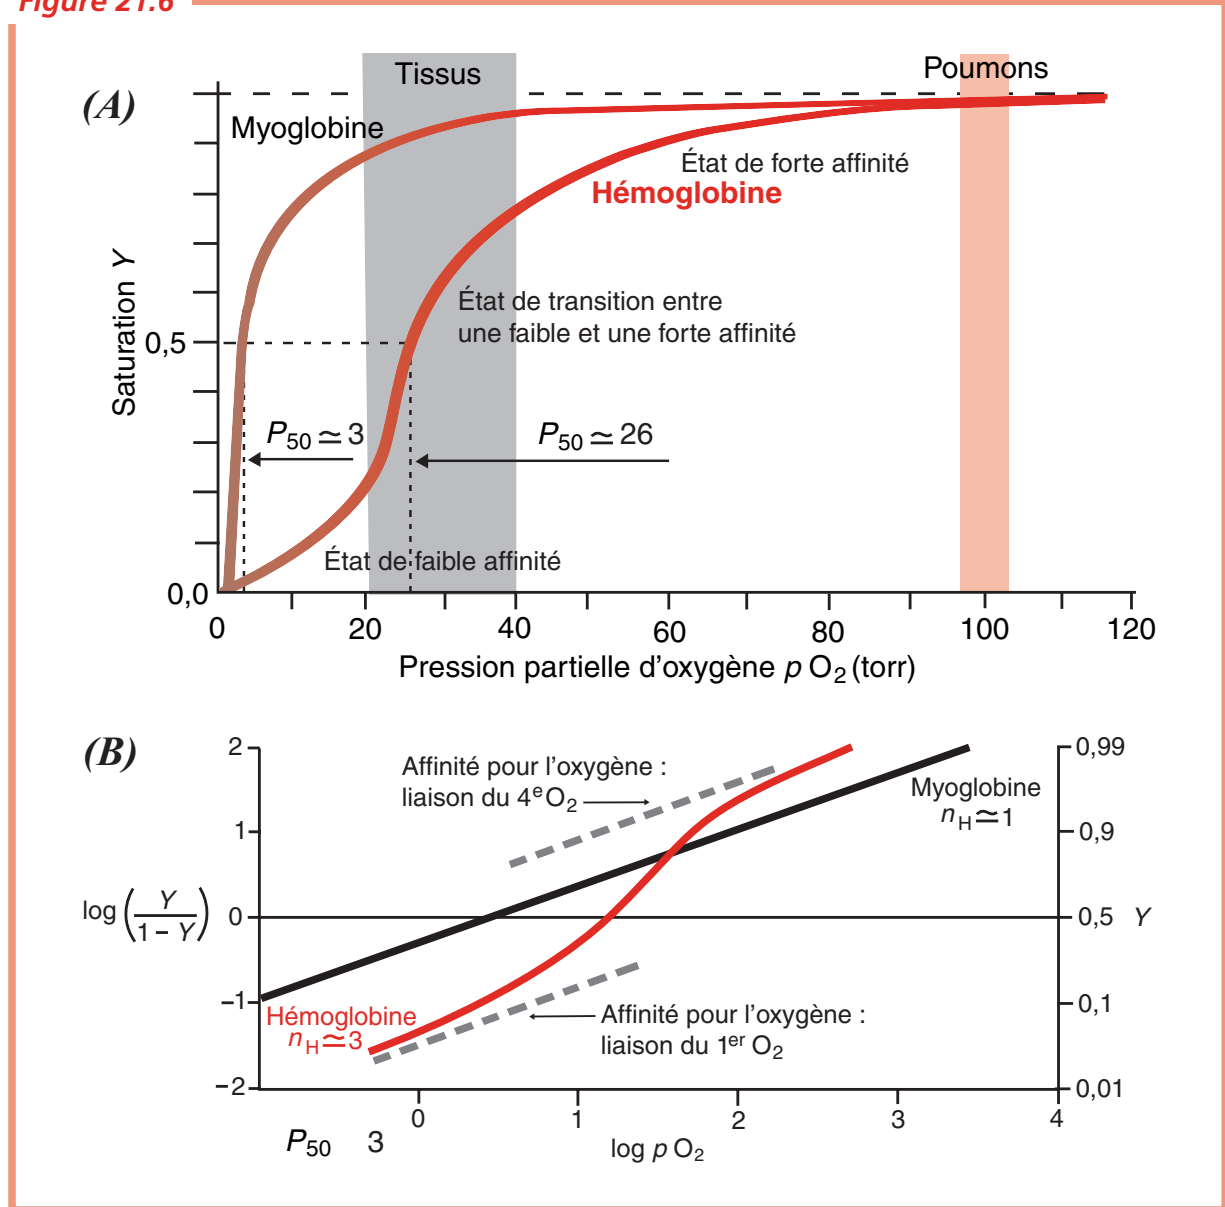 Figure 21.6
(A)
Tissus
Poumons
Myoglobine
État de forte affinité
Hémoglobine
État de transition entre
une faible et une forte affinité
Saturation Y
0,5
P50 ≃ 3
P50 ≃ 26
État de faible affinité
0,0
0 20 40 60 80 100 120
Pression partielle d'oxygène p O2 (torr)
(B)
2
1
0
−1
−2
log (Y / 1 − Y)
Affinité pour l'oxygène :
liaison du 4e O2
Myoglobine
nH ≃ 1
0,99
0,9
0,5 Y
0,1
0,01
Hémoglobine
nH ≃ 3
Affinité pour l'oxygène :
liaison du 1er O2
0 1 2 3 4
P50 3
log p O2